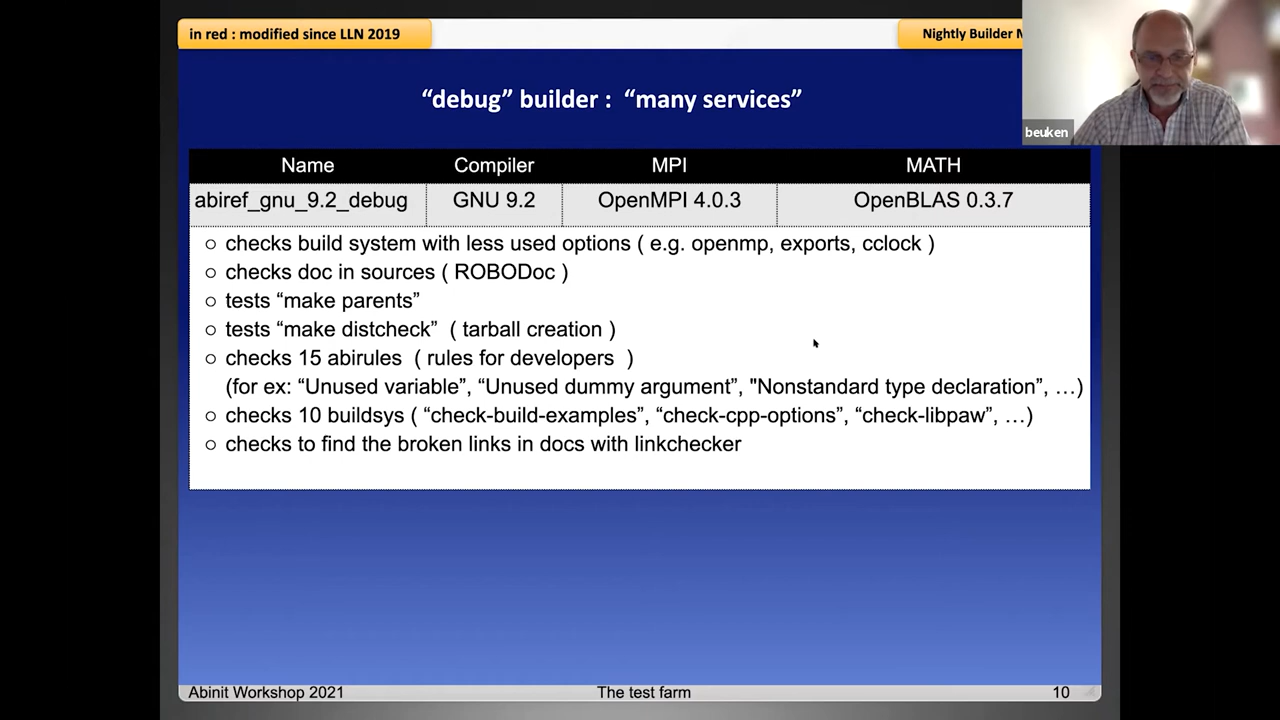 in red : modified since LLN 2019
Nightly Builder
beuken
“debug” builder : “many services”
Name Compiler MPI MATH
abiref_gnu_9.2_debug GNU 9.2 OpenMPI 4.0.3 OpenBLAS 0.3.7
○ checks build system with less used options ( e.g. openmp, exports, cclock )
○ checks doc in sources ( ROBODoc )
○ tests “make parents”
○ tests “make distcheck” ( tarball creation )
○ checks 15 abirules ( rules for developers )
(for ex: “Unused variable”, “Unused dummy argument”, "Nonstandard type declaration”, …)
○ checks 10 buildsys ( “check-build-examples”, “check-cpp-options”, “check-libpaw”, …)
○ checks to find the broken links in docs with linkchecker
Abinit Workshop 2021 The test farm 10